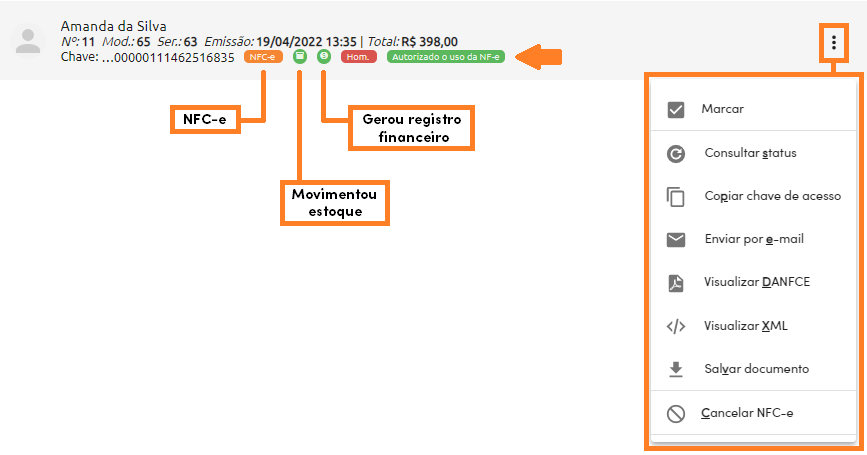 Amanda da Silva
Nº: 11 Mod.: 65 Ser.: 63 Emissão: 19/04/2022 13:35 | Total: R$ 398,00
Chave: ...00000111462516835 NFC-e Hom. Autorizado o uso da NF-e
NFC-e
Gerou registro
financeiro
Movimentou
estoque
Marcar
Consultar status
Copiar chave de acesso
Enviar por e-mail
Visualizar DANFCE
Visualizar XML
Salvar documento
Cancelar NFC-e